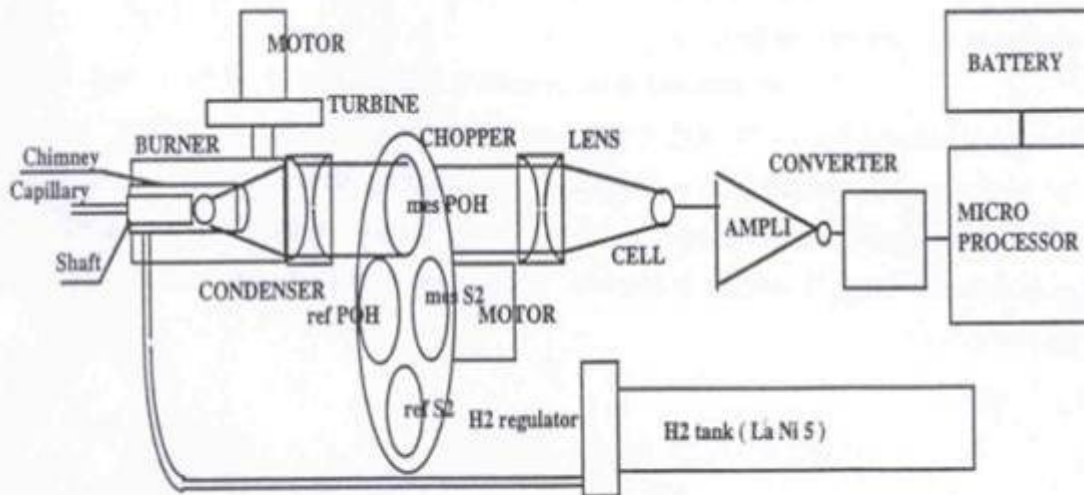 MOTOR
BATTERY
TURBINE
BURNER
CHOPPER
LENS
Chimney
CONVERTER
Capillary
mes POH
MICRO
PROCESSOR
AMPLI
CELL
Shaft
CONDENSER
mes S2
ref POH
MOTOR
ref S2
H2 regulator
H2 tank ( La Ni 5 )